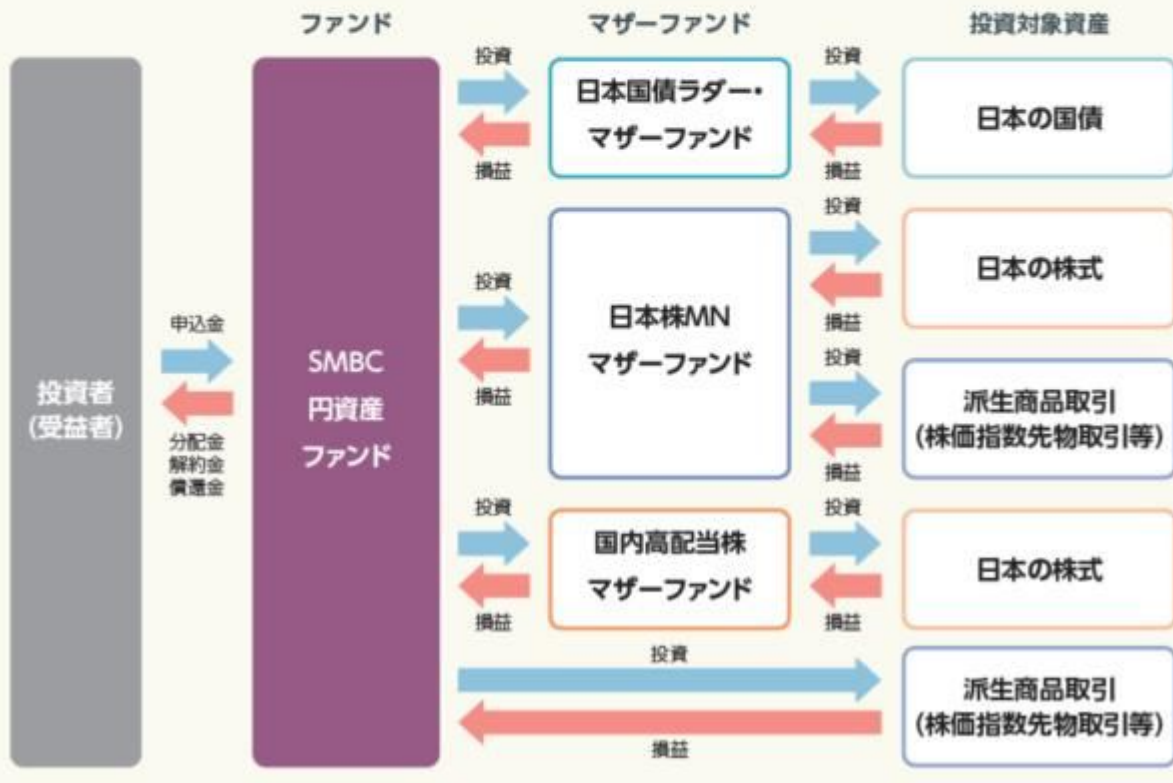 ファンド
マザーファンド
投資対象資産
投資者
(受益者)
申込金
分配金
解約金
償還金
SMBC
円資産
ファンド
投資
損益
日本国債ラダー・
マザーファンド
投資
損益
日本の国債
投資
損益
日本株MN
マザーファンド
投資
損益
日本の株式
投資
損益
派生商品取引
(株価指数先物取引等)
投資
損益
国内高配当株
マザーファンド
投資
損益
日本の株式
投資
損益
派生商品取引
(株価指数先物取引等)